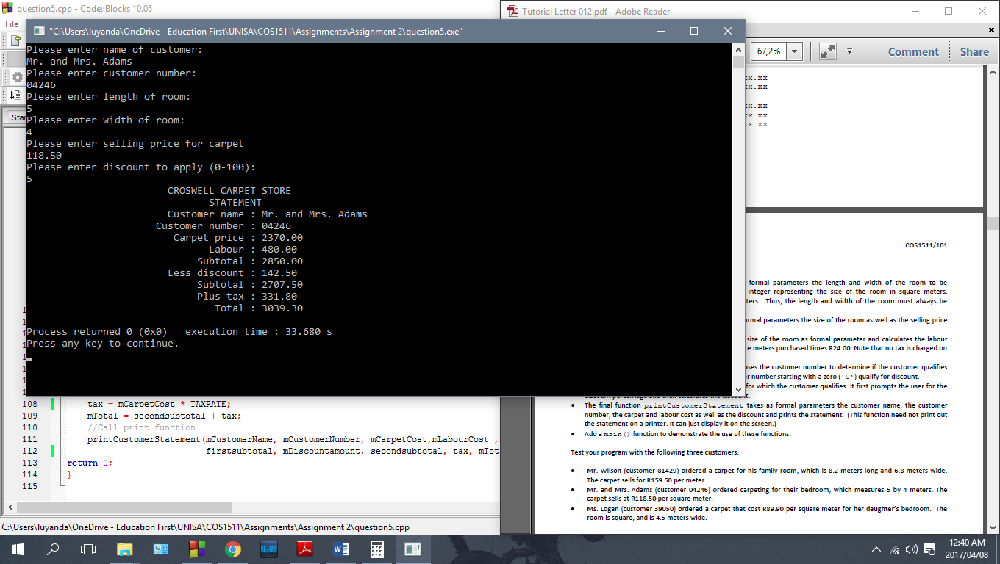 question5.cpp - Code::Blocks 10.05
File
Star
"C:\Users\luyanda\OneDrive - Education First\UNISA\COS1511\Assignments\Assignment 2\question5.exe"
Please enter name of customer:
Mr. and Mrs. Adams
Please enter customer number:
04246
Please enter length of room:
5
Please enter width of room:
4
Please enter selling price for carpet
118.50
Please enter discount to apply (0-100):
5
CROSWELL CARPET STORE
STATEMENT
Customer name : Mr. and Mrs. Adams
Customer number : 04246
Carpet price : 2370.00
Labour : 480.00
Subtotal : 2850.00
Less discount : 142.50
Subtotal : 2707.50
Plus tax : 331.80
Total : 3039.30
Process returned 0 (0x0)   execution time : 33.680 s
Press any key to continue.
108 tax = mCarpetCost * TAXRATE;
109 mTotal = secondsubtotal + tax;
110 //Call print function
111 printCustomerStatement(mCustomerName, mCustomerNumber, mCarpetCost,mLabourCost ,
112 firstsubtotal, mDiscountamount, secondsubtotal, tax, mTot
113 return 0;
114 }
115
C:\Users\luyanda\OneDrive - Education First\UNISA\COS1511\Assignments\Assignment 2\question5.cpp
Tutorial Letter 012.pdf - Adobe Reader
67,2%
Comment
Share
xx.xx
xx.xx
xx.xx
xx.xx
xx.xx
COS1511/101
formal parameters the length and width of the room to be
integer representing the size of the room in square meters.
ters. Thus, the length and width of the room must always be
ormal parameters the size of the room as well as the selling price
size of the room as formal parameter and calculates the labour
re meters purchased times R24.00. Note that no tax is charged on
uses the customer number to determine if the customer qualifies
er number starting with a zero ('0') qualify for discount.
for which the customer qualifies. It first prompts the user for the
discount percentage and then calculates the discount.
• The final function printCustomerStatement takes as formal parameters the customer name, the customer
number, the carpet and labour cost as well as the discount and prints the statement. (This function need not print out
the statement on a printer. It can just display it on the screen.)
• Add a main() function to demonstrate the use of these functions.
Test your program with the following three customers.
• Mr. Wilson (customer 81429) ordered a carpet for his family room, which is 8.2 meters long and 6.8 meters wide.
The carpet sells for R159.50 per meter.
• Mr. and Mrs. Adams (customer 04246) ordered carpeting for their bedroom, which measures 5 by 4 meters. The
carpet sells at R118.50 per square meter.
• Ms. Logan (customer 39050) ordered a carpet that cost R89.90 per square meter for her daughter's bedroom. The
room is square, and is 4.5 meters wide.
12:40 AM
2017/04/08